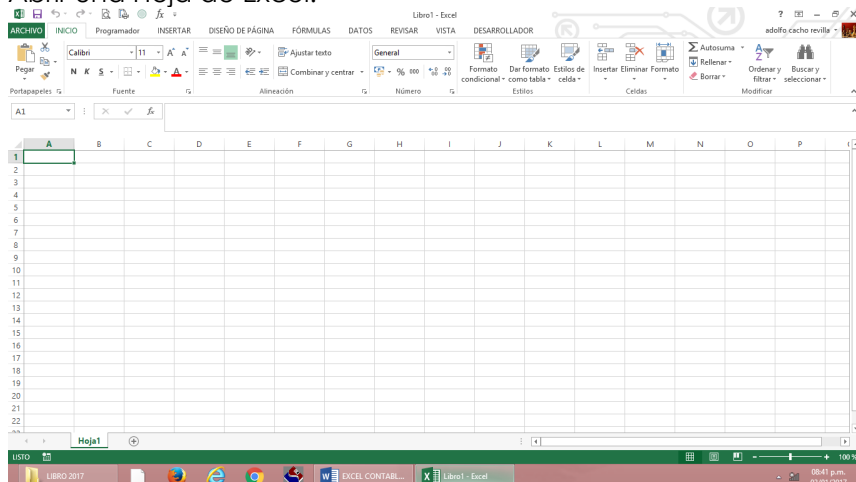 Abrir una Hoja de Excel.
Libro1 - Excel
ARCHIVO INICIO Programador INSERTAR DISEÑO DE PÁGINA FÓRMULAS DATOS REVISAR VISTA DESARROLLADOR adolfo cacho revilla
Pegar
Calibri 11
N K S
Ajustar texto
Combinar y centrar
General
% 000
Formato condicional
Dar formato como tabla
Estilos de celda
Insertar Eliminar Formato
Autosuma
Rellenar
Borrar
Ordenar y filtrar
Buscar y seleccionar
Portapapeles Fuente Alineación Número Estilos Celdas Modificar
A1 fx
A B C D E F G H I J K L M N O P
1
2
3
4
5
6
7
8
9
10
11
12
13
14
15
16
17
18
19
20
21
22
Hoja1
LISTO 100%
LIBRO 2017 EXCEL CONTABL... Libro1 - Excel 08:41 p.m.